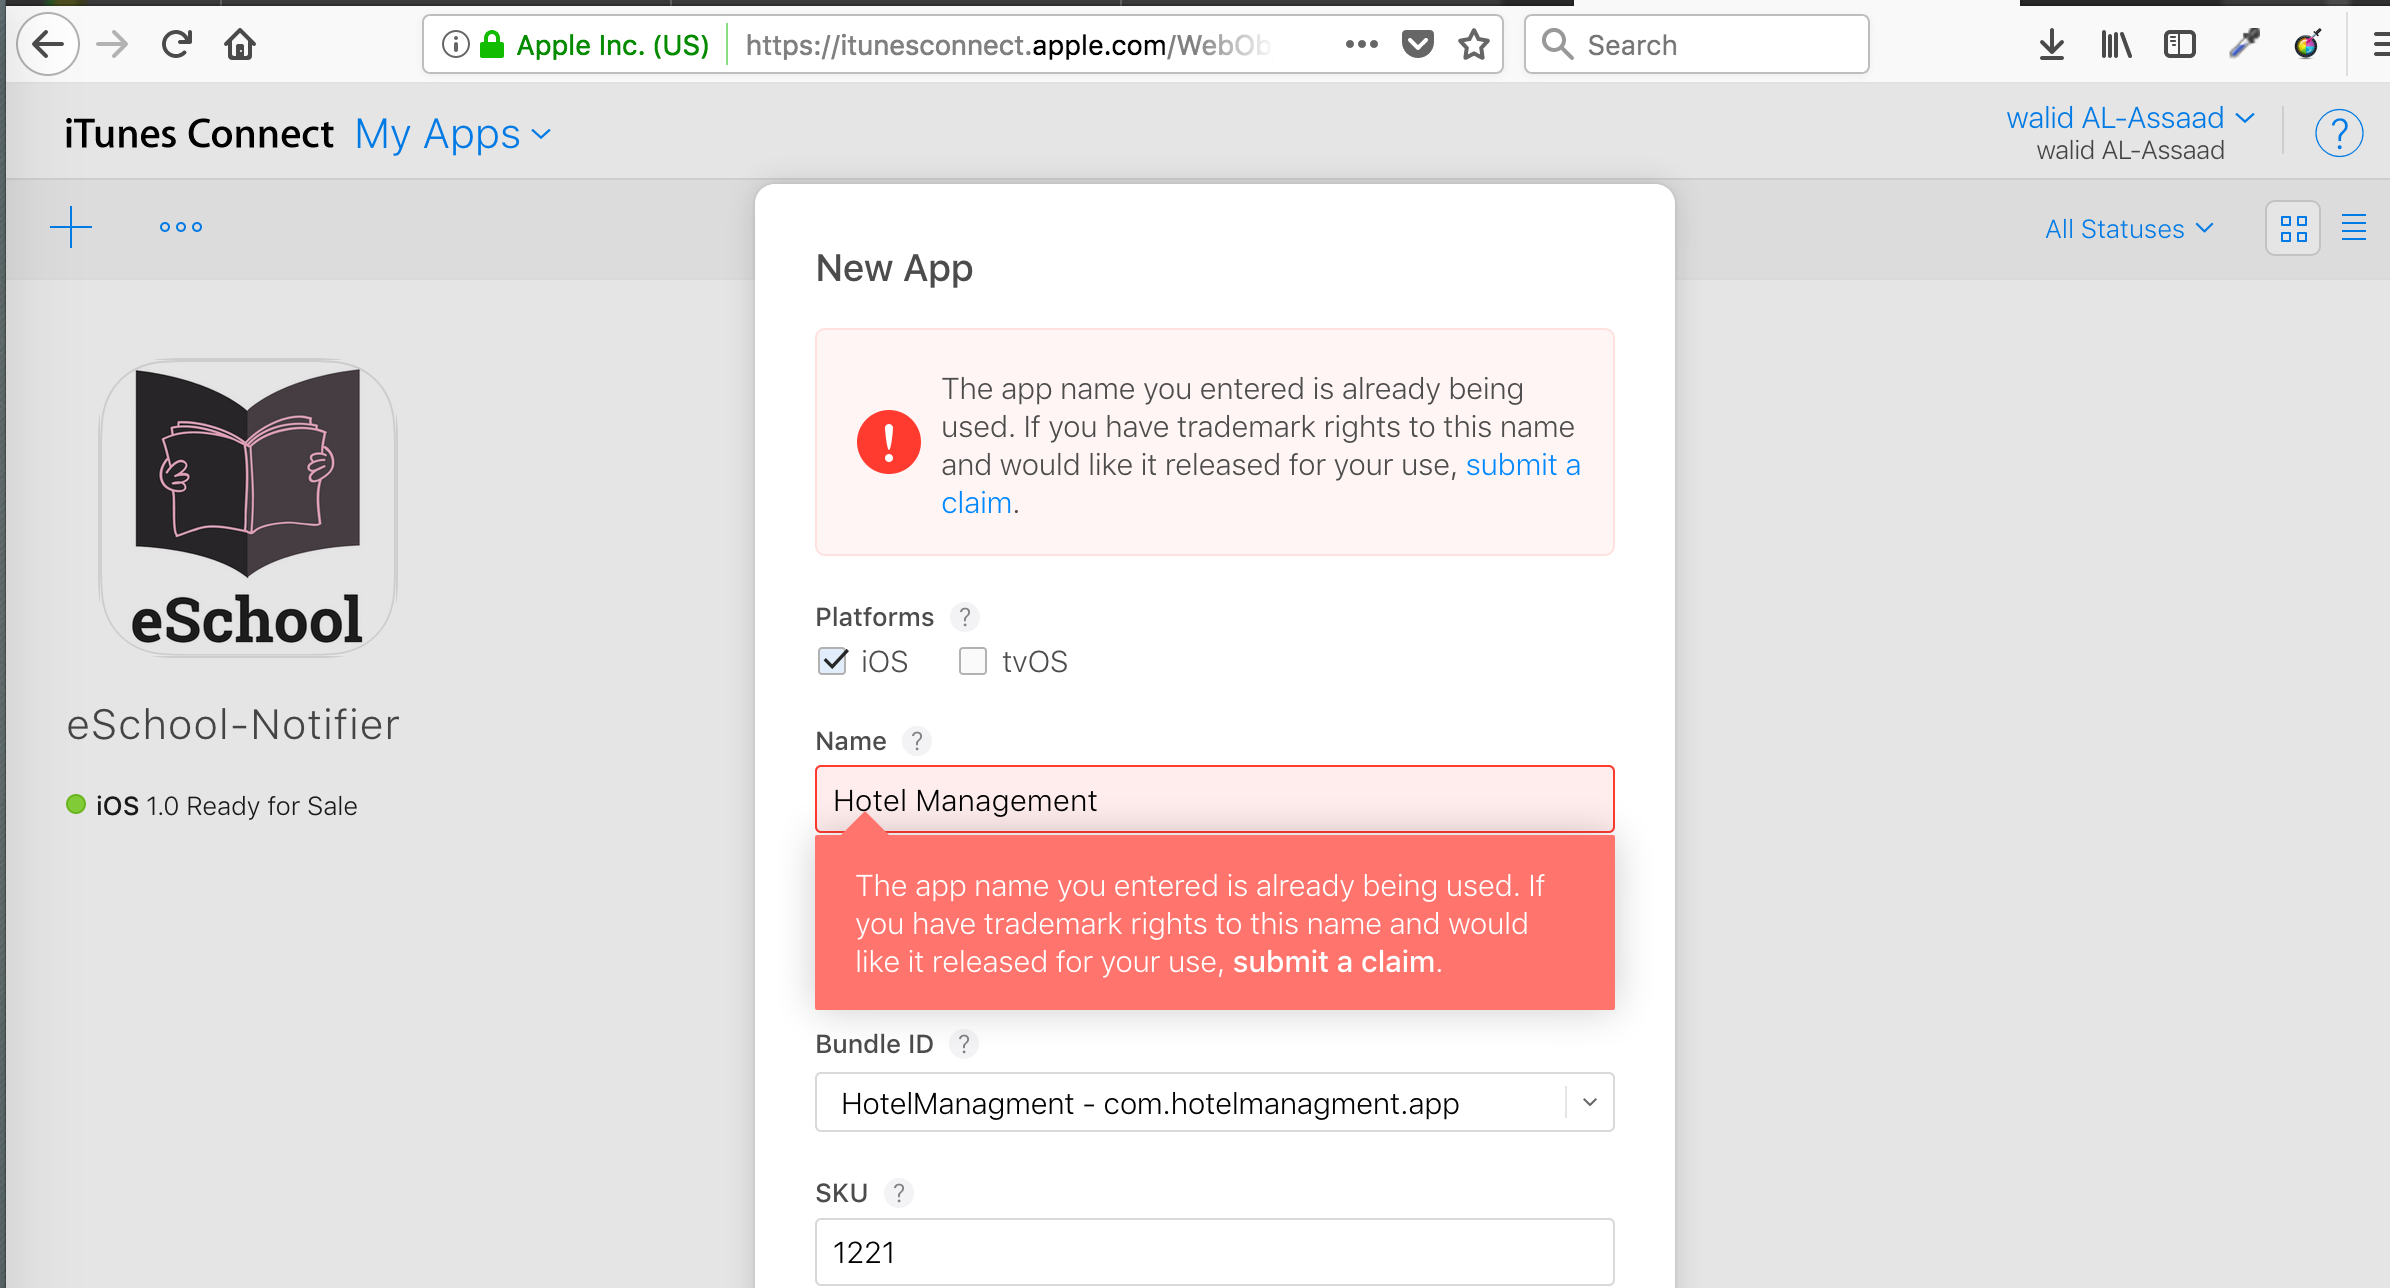 Apple Inc. (US) https://itunesconnect.apple.com/WebOb
Search
iTunes Connect My Apps
walid AL-Assaad
walid AL-Assaad
?
All Statuses
New App
The app name you entered is already being
used. If you have trademark rights to this name
and would like it released for your use, submit a
claim.
eSchool
eSchool-Notifier
iOS 1.0 Ready for Sale
Platforms ?
iOS tvOS
Name ?
Hotel Management
The app name you entered is already being used. If
you have trademark rights to this name and would
like it released for your use, submit a claim.
Bundle ID ?
HotelManagment - com.hotelmanagment.app
SKU ?
1221